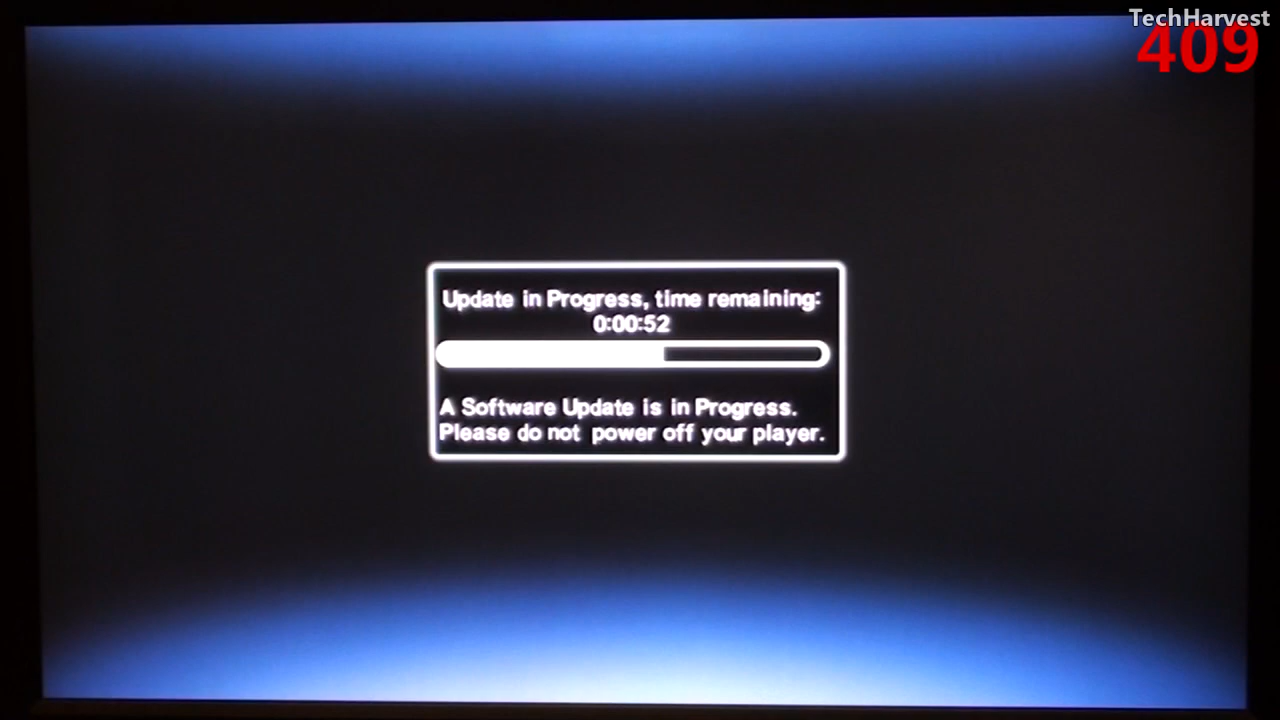 TechHarvest
409
Update in Progress, time remaining:
0:00:52
A Software Update is in Progress.
Please do not power off your player.